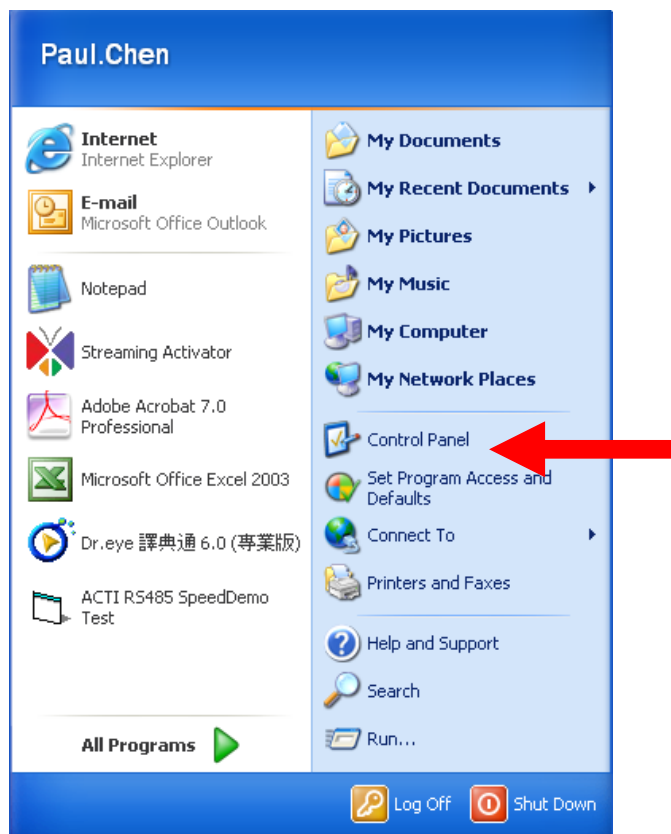 Paul.Chen
Internet
Internet Explorer
E-mail
Microsoft Office Outlook
Notepad
Streaming Activator
Adobe Acrobat 7.0
Professional
Microsoft Office Excel 2003
Dr.eye 譯典通 6.0 (專業版)
ACTI RS485 SpeedDemo
Test
All Programs
My Documents
My Recent Documents
My Pictures
My Music
My Computer
My Network Places
Control Panel
Set Program Access and
Defaults
Connect To
Printers and Faxes
Help and Support
Search
Run...
Log Off
Shut Down